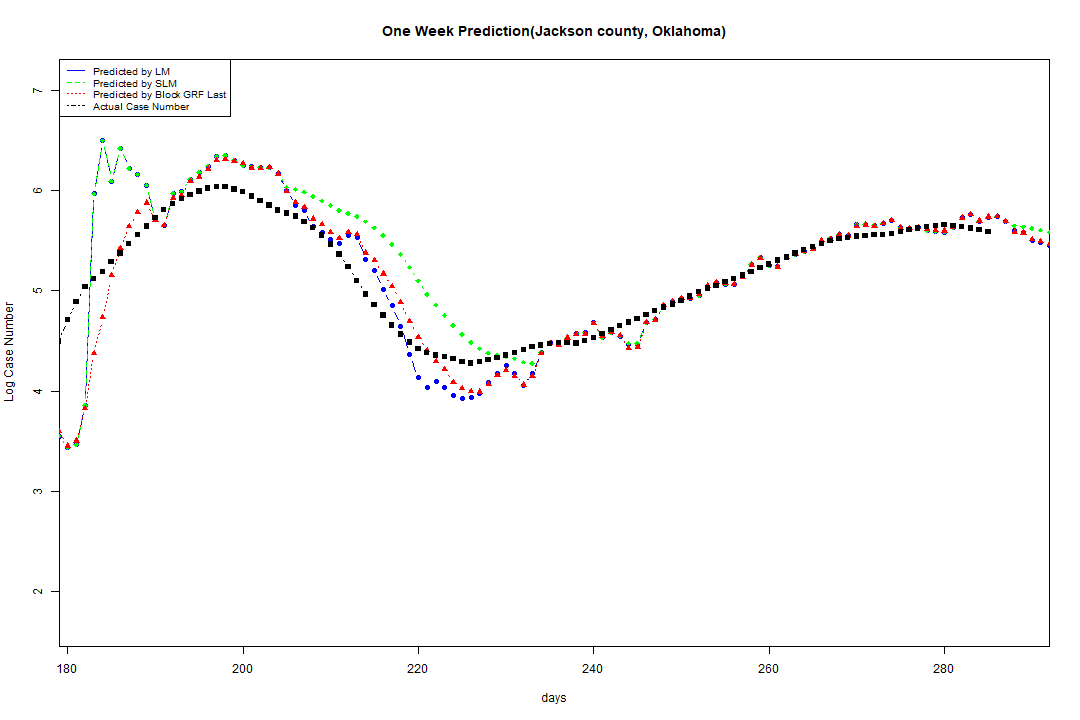 One Week Prediction(Jackson county, Oklahoma)
Predicted by LM
Predicted by SLM
Predicted by Block GRF Last
Actual Case Number
7
6
5
4
3
2
Log Case Number
180 200 220 240 260 280
days